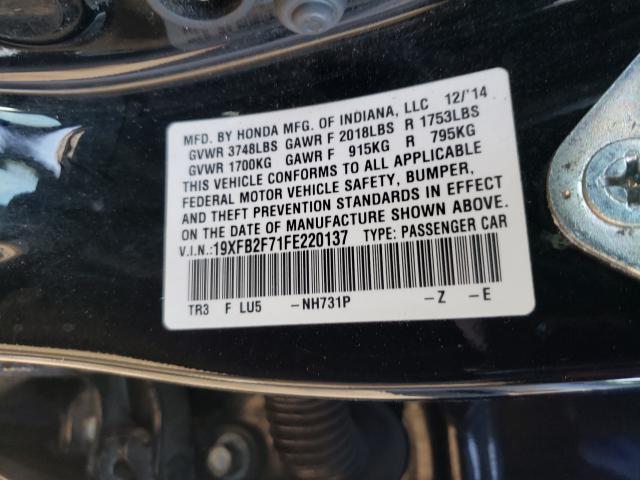 MFD. BY HONDA MFG. OF INDIANA, LLC 12/'14
GVWR 3748LBS GAWR F 2018LBS R 1753LBS
GVWR 1700KG GAWR F 915KG R 795KG
THIS VEHICLE CONFORMS TO ALL APPLICABLE
FEDERAL MOTOR VEHICLE SAFETY, BUMPER,
AND THEFT PREVENTION STANDARDS IN EFFECT
ON THE DATE OF MANUFACTURE SHOWN ABOVE.
V.I.N.: 19XFB2F71FE220137 TYPE: PASSENGER CAR
TR3 F LU5 -NH731P -Z -E